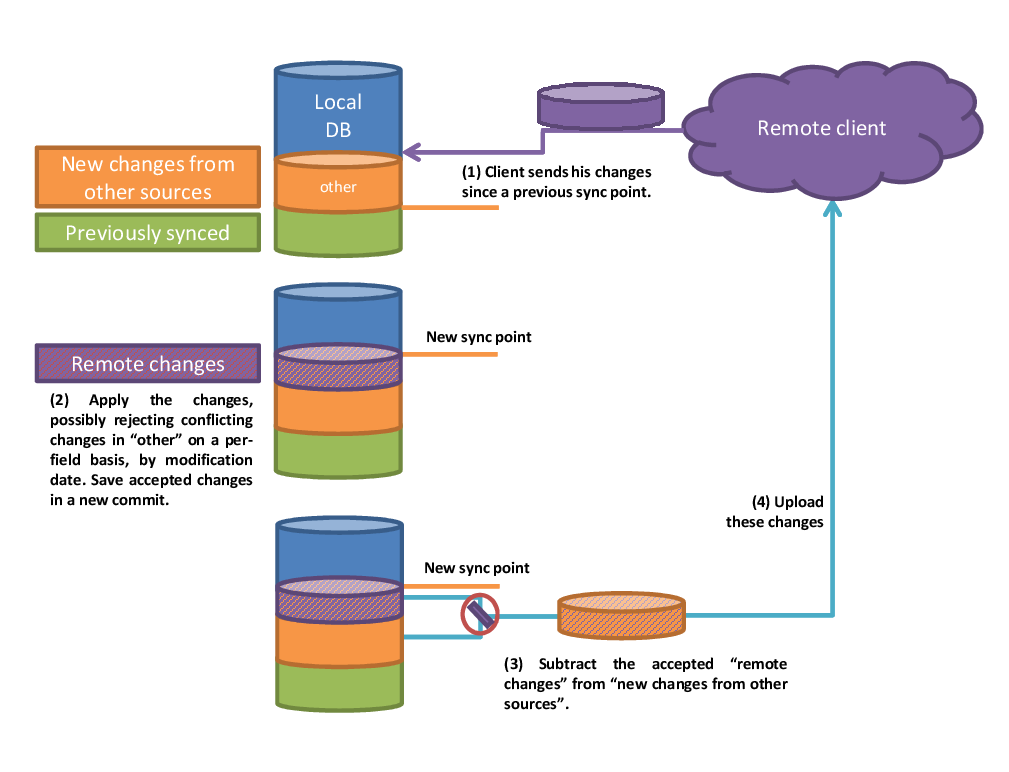 Local
DB
Remote client
New changes from
other sources
other
(1) Client sends his changes
since a previous sync point.
Previously synced
New sync point
Remote changes
(2) Apply the changes,
possibly rejecting conflicting
changes in “other” on a per-
field basis, by modification
date. Save accepted changes
in a new commit.
(4) Upload
these changes
New sync point
(3) Subtract the accepted “remote
changes” from “new changes from other
sources”.